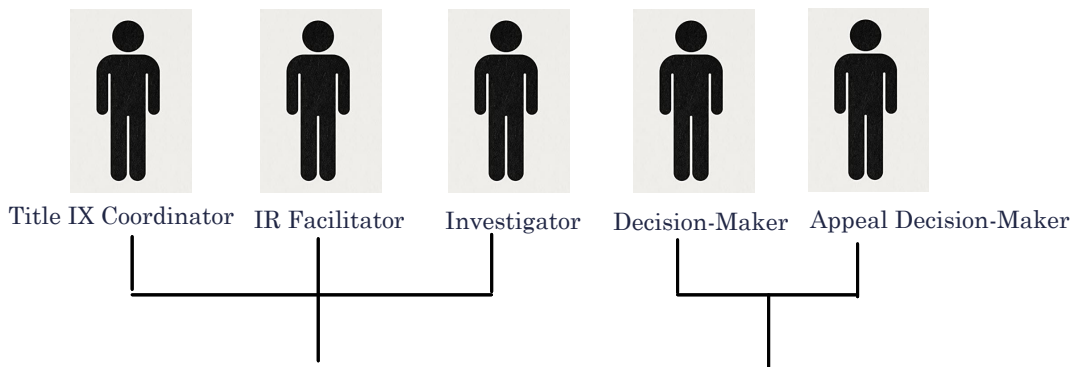 Title IX Coordinator
IR Facilitator
Investigator
Decision-Maker
Appeal Decision-Maker